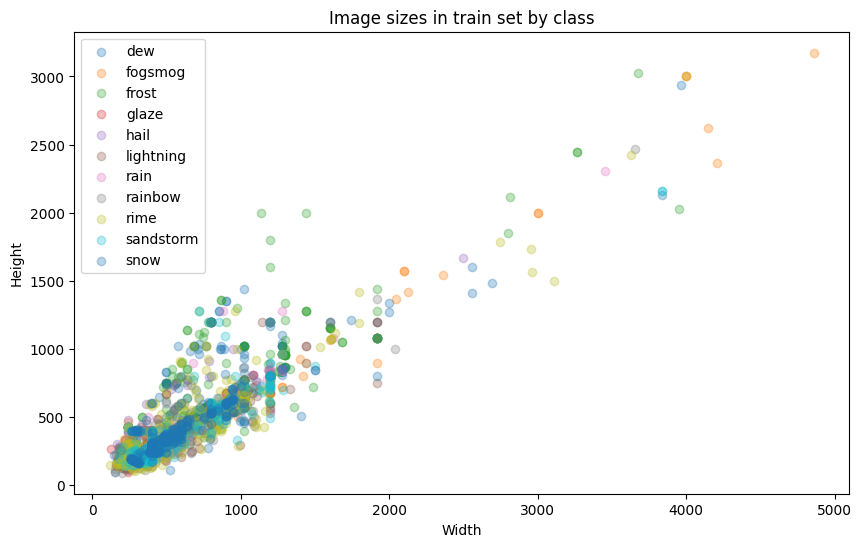 Image sizes in train set by class
dew
fogsmog
frost
glaze
hail
lightning
rain
rainbow
rime
sandstorm
snow
Height
3000
2500
2000
1500
1000
500
0
0 1000 2000 3000 4000 5000
Width